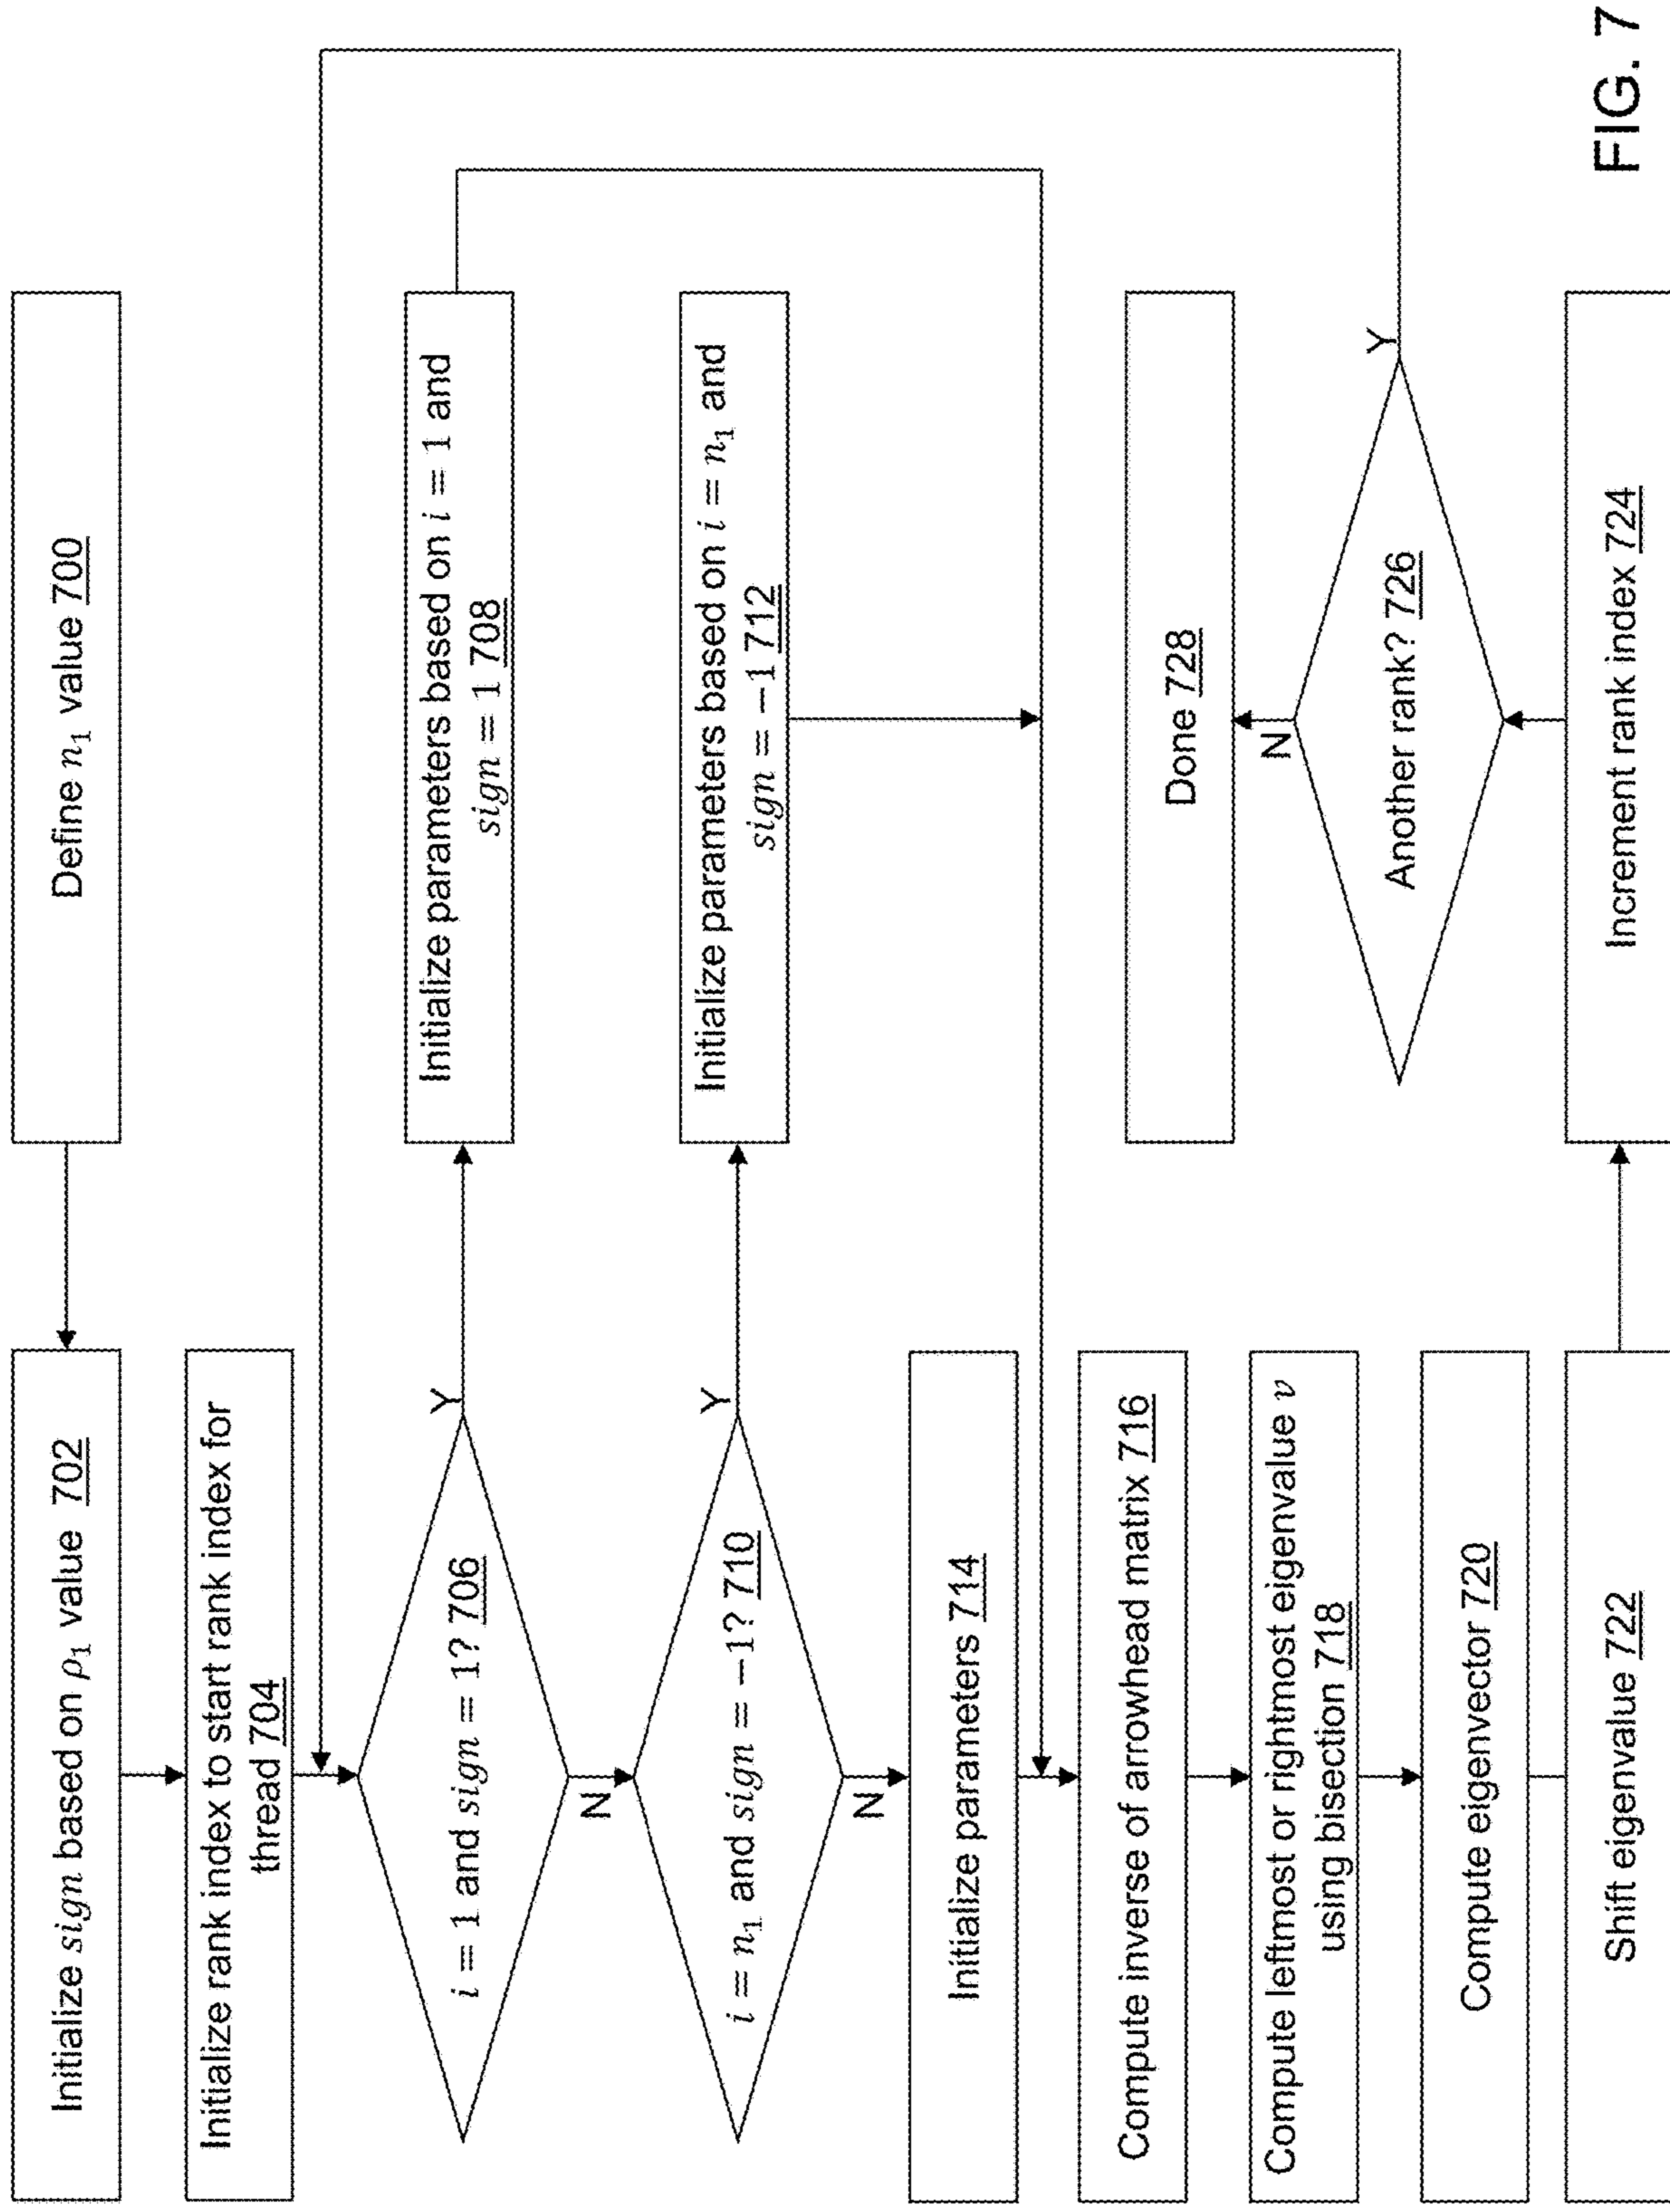 Define n₁ value 700
Initialize sign based on ρ₁ value 702
Initialize rank index to start rank index for
thread 704
i = 1 and sign = 1? 706
Y
N
Initialize parameters based on i = 1 and
sign = 1 708
i = n₁ and sign = −1? 710
Y
N
Initialize parameters based on i = n₁ and
sign = −1 712
Initialize parameters 714
Compute inverse of arrowhead matrix 716
Compute leftmost or rightmost eigenvalue v
using bisection 718
Compute eigenvector 720
Shift eigenvalue 722
Increment rank index 724
Another rank? 726
Y
N
Done 728
FIG. 7